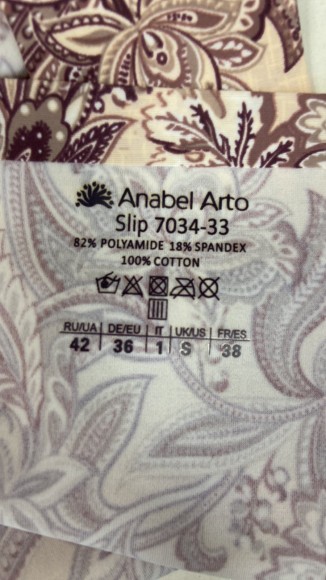 Anabel Arto
Slip 7034-33
82% POLYAMIDE 18% SPANDEX
100% COTTON
RU/UA DE/EU IT UK/US FR/ES
42 36 1 S 38